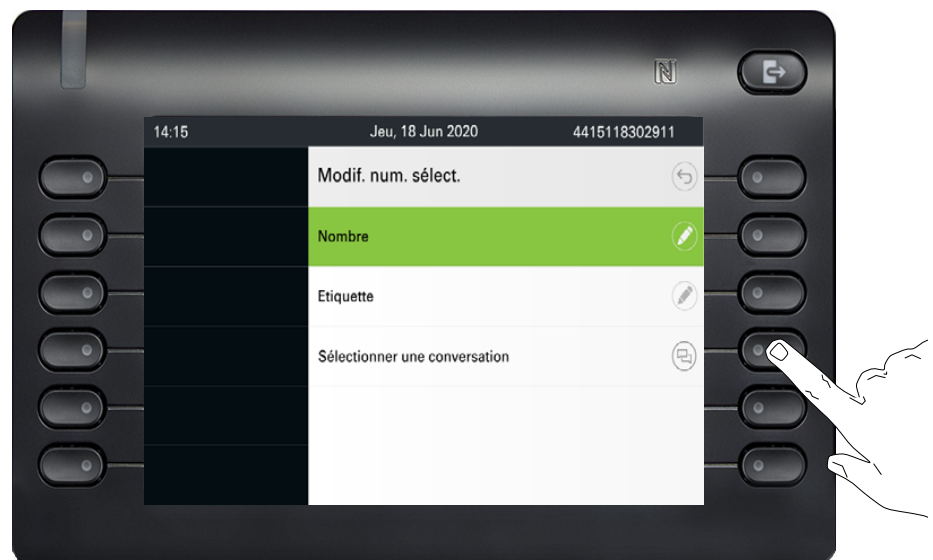 14:15 Jeu, 18 Jun 2020 4415118302911
Modif. num. sélect.
Nombre
Etiquette
Sélectionner une conversation